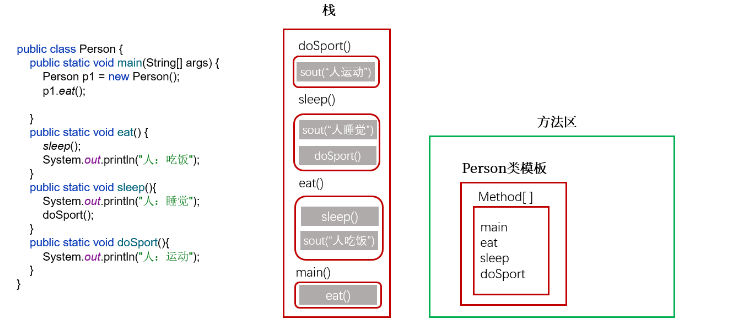 public class Person {
public static void main(String[] args) {
Person p1 = new Person();
p1.eat();
}
public static void eat() {
sleep();
System.out.println("人：吃饭");
}
public static void sleep(){
System.out.println("人：睡觉");
doSport();
}
public static void doSport(){
System.out.println("人：运动");
}
}
栈
doSport()
sout("人运动")
sleep()
sout("人睡觉")
doSport()
eat()
sleep()
sout("人吃饭")
main()
eat()
方法区
Person类模板
Method[ ]
main
eat
sleep
doSport